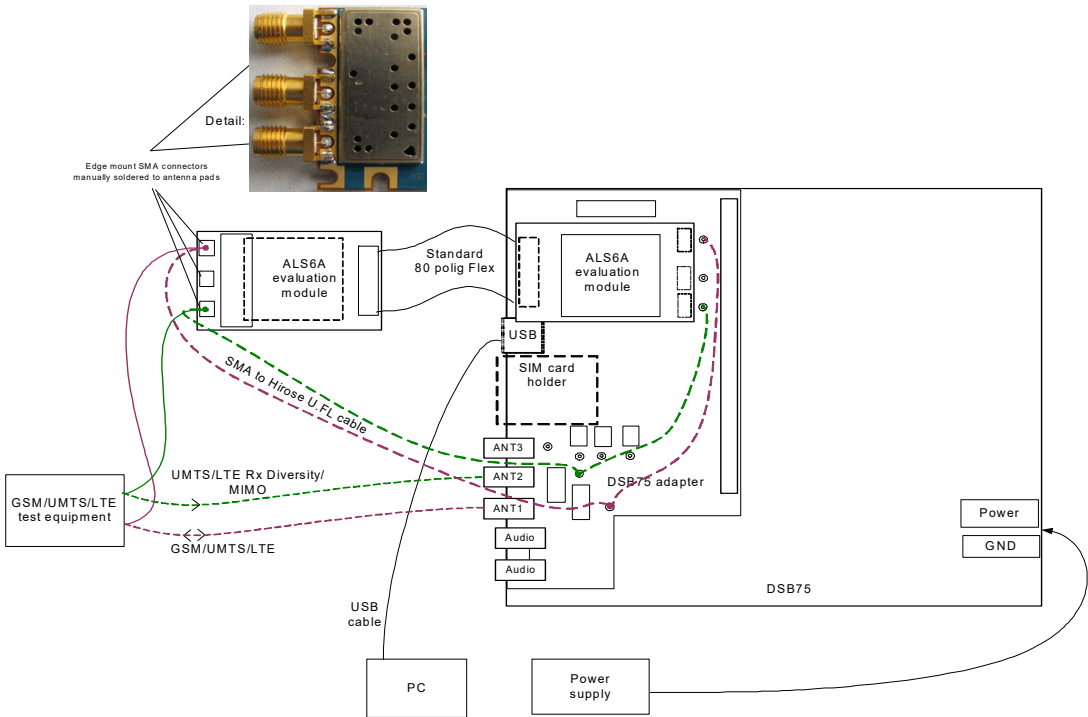 Detail:
Edge mount SMA connectors
manually soldered to antenna pads
ALS6A
evaluation
module
Standard
80 polig Flex
ALS6A
evaluation
module
USB
SIM card
holder
SMA to Hirose U.FL cable
ANT3
ANT2
ANT1
UMTS/LTE Rx Diversity/
MIMO
DSB75 adapter
GSM/UMTS/LTE
test equipment
GSM/UMTS/LTE
Audio
Audio
Power
GND
DSB75
USB
cable
PC
Power
supply